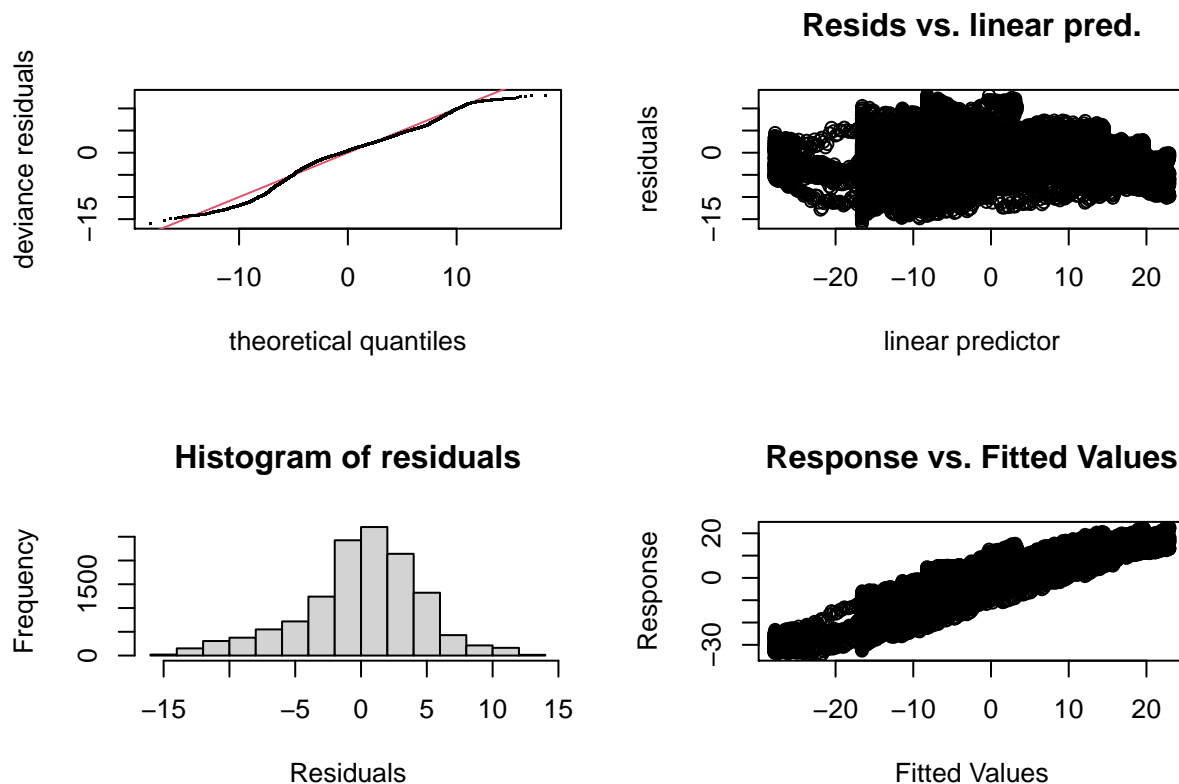 deviance residuals
0
−15
−10
0
10
theoretical quantiles
Resids vs. linear pred.
residuals
0
−15
−20
−10
0
10
20
linear predictor
Histogram of residuals
Frequency
1500
0
−15
−5
0
5
10
15
Residuals
Response vs. Fitted Values
Response
20
0
−30
−20
−10
0
10
20
Fitted Values